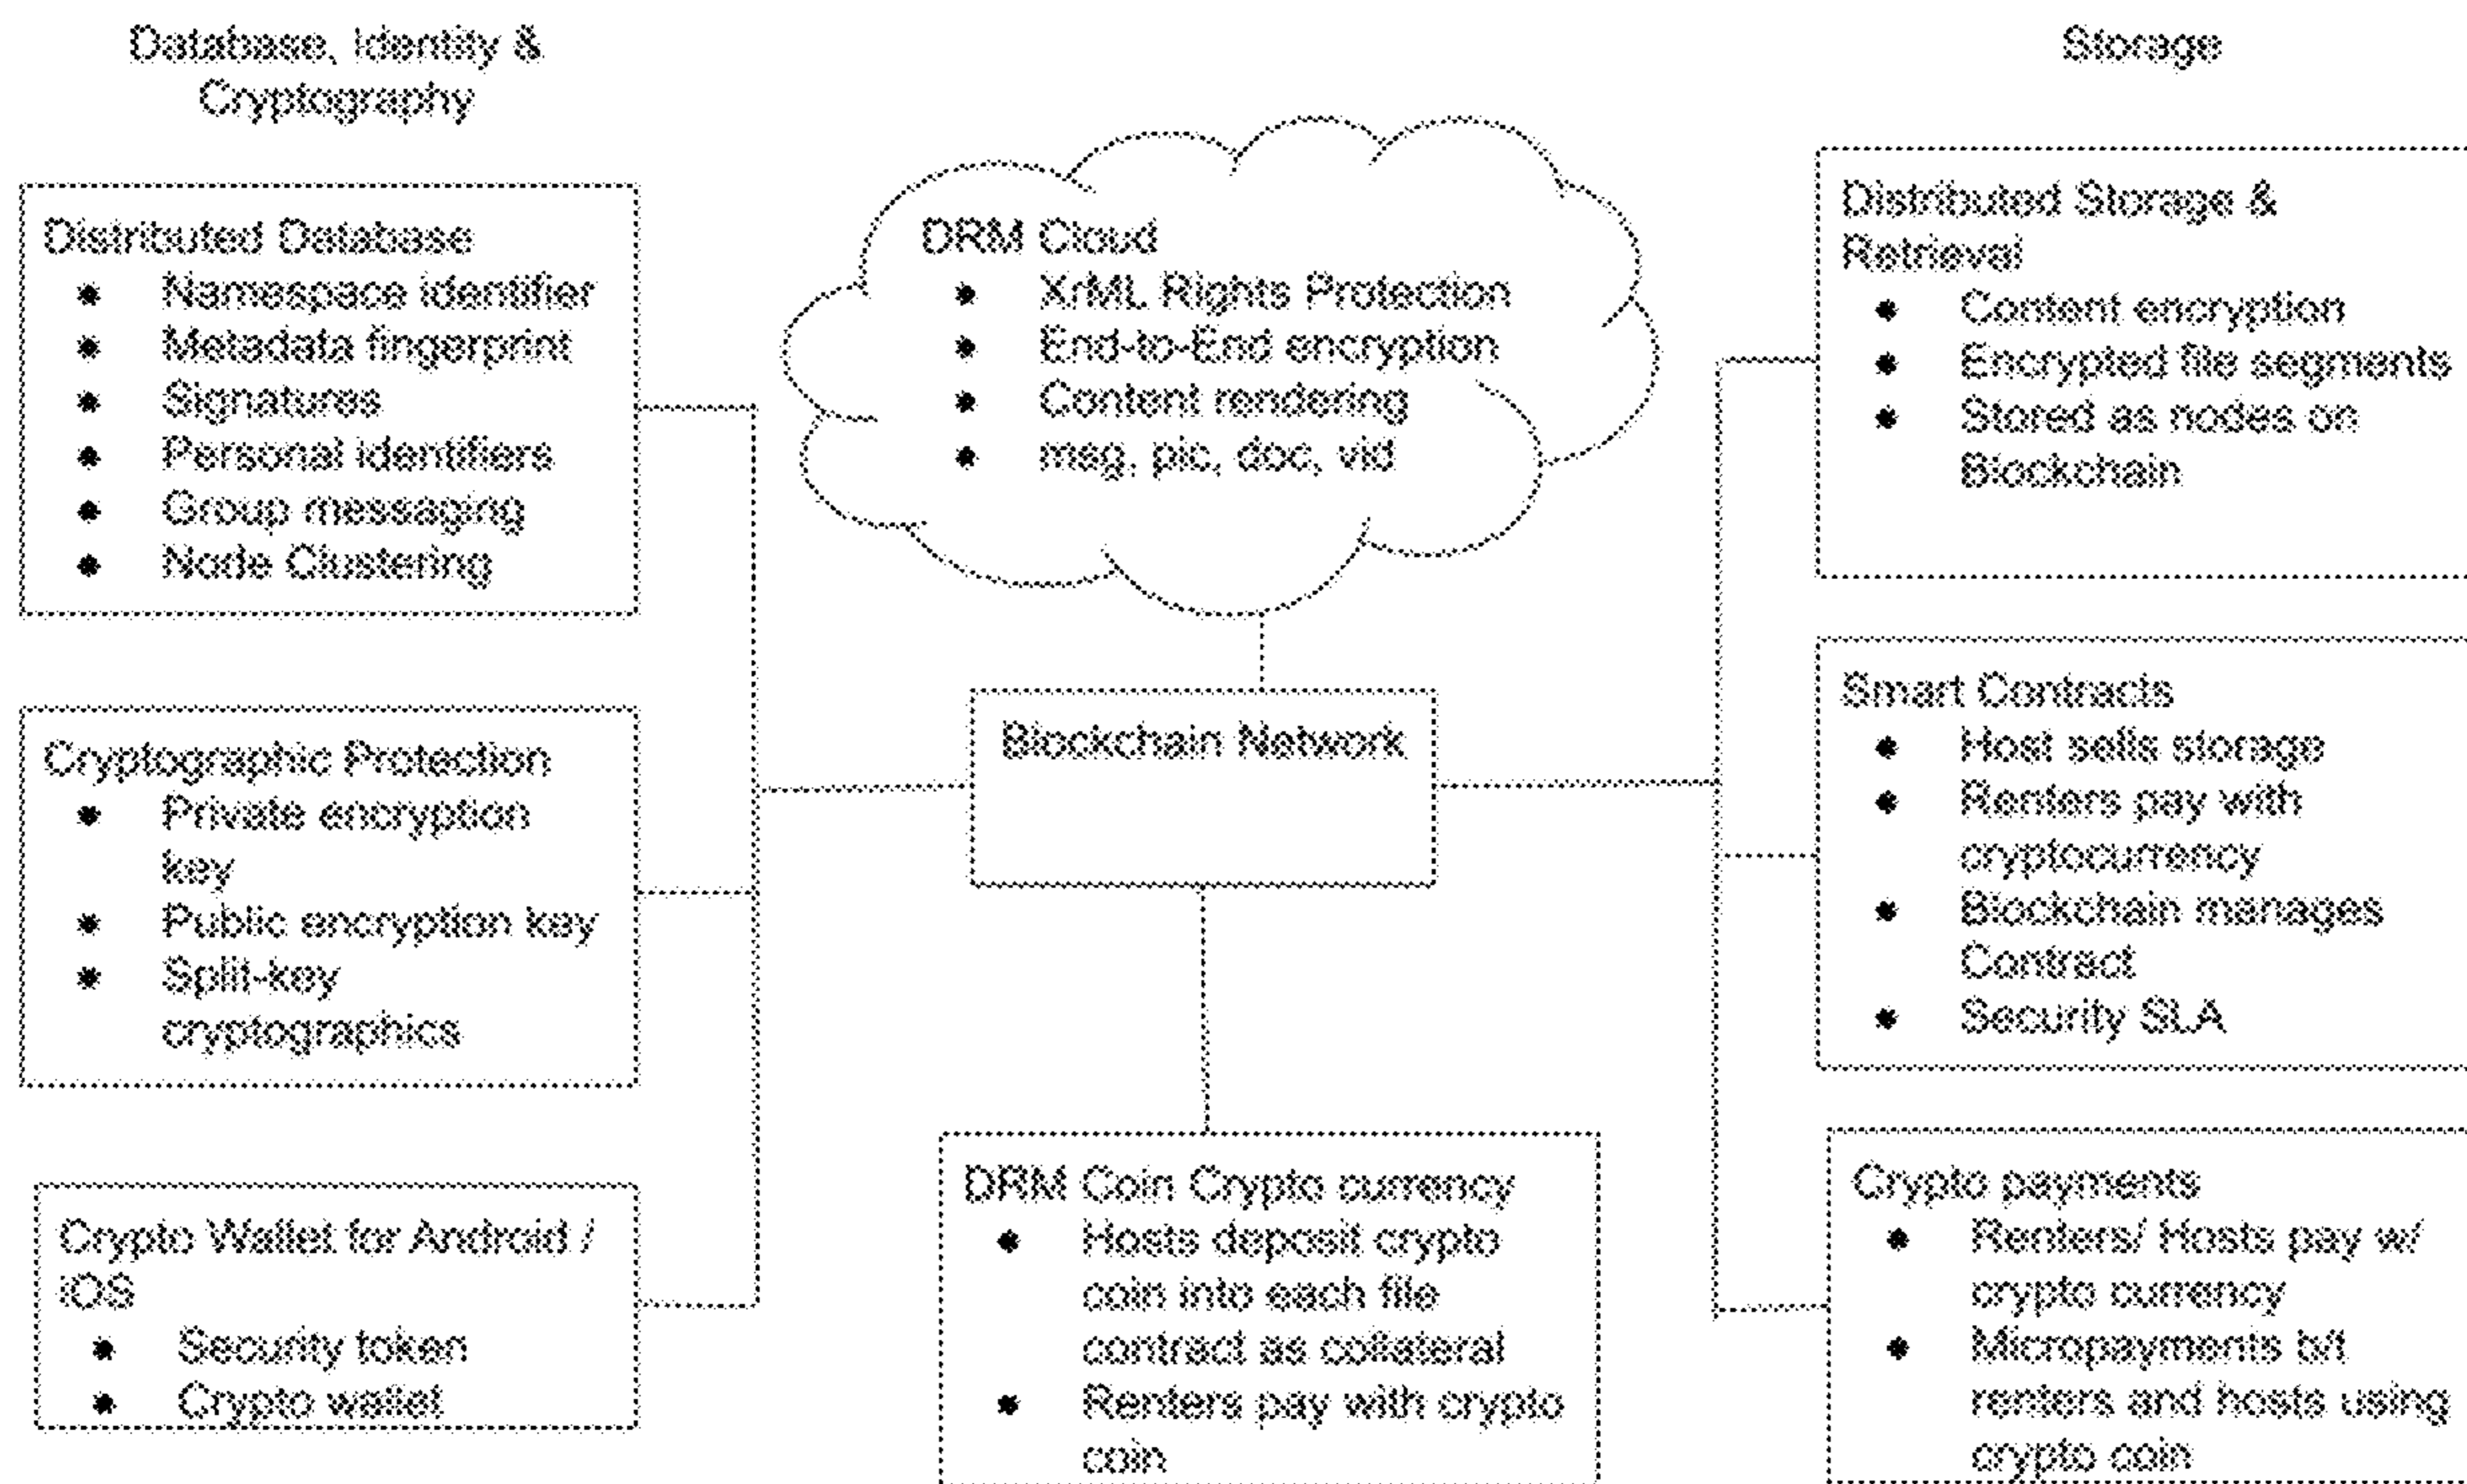 Database, Identity &
Cryptography
Distributed Database
● Namespace identifier
● Metadata fingerprint
● Signatures
● Personal identifiers
● Group messaging
● Node Clustering
Cryptographic Protection
● Private encryption
key
● Public encryption key
● Split-key
cryptographics
Crypto Wallet for Android /
iOS
● Security token
● Crypto wallet
DRM Cloud
● XrML Rights Protection
● End-to-End encryption
● Content rendering
● msg, pic, doc, vid
Blockchain Network
DRM Coin Crypto currency
● Hosts deposit crypto
coin into each file
contract as collateral
● Renters pay with crypto
coin
Storage
Distributed Storage &
Retrieval
● Content encryption
● Encrypted file segments
● Stored as nodes on
Blockchain
Smart Contracts
● Host sells storage
● Renters pay with
cryptocurrency
● Blockchain manages
Contract
● Security SLA
Crypto payments
● Renters/ Hosts pay w/
crypto currency
● Micropayments b/t
renters and hosts using
crypto coin